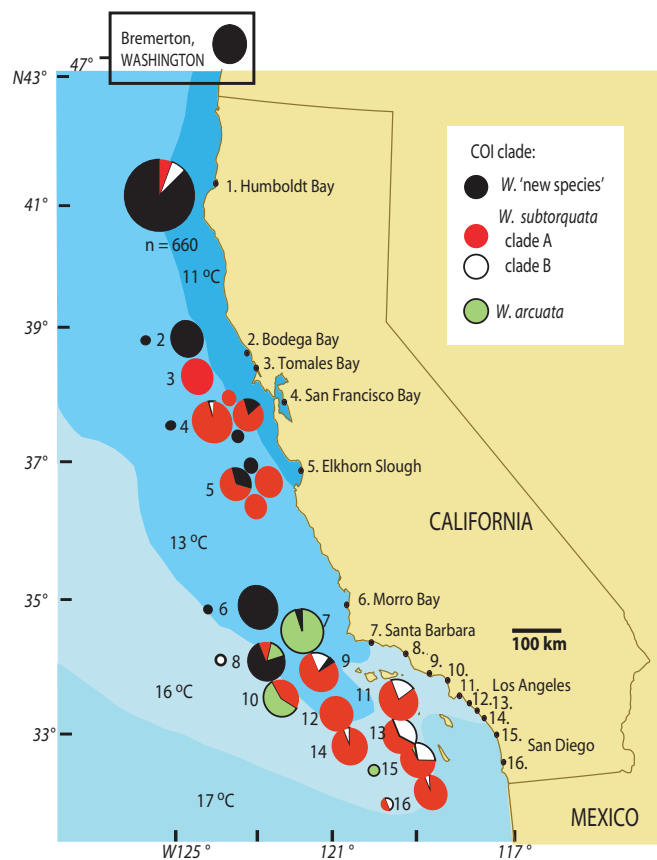 Bremerton,
WASHINGTON
47°
N43°
41°
39°
37°
35°
33°
W125°
121°
117°
COI clade:
W. 'new species'
W. subtorquata
clade A
clade B
W. arcuata
n = 660
11 °C
13 °C
16 °C
17 °C
1. Humboldt Bay
2. Bodega Bay
3. Tomales Bay
4. San Francisco Bay
5. Elkhorn Slough
6. Morro Bay
7. Santa Barbara
8.
9.
10.
11.
Los Angeles
12.
13.
14.
15.
San Diego
16.
CALIFORNIA
MEXICO
100 km
2
3
4
5
6
7
8
9
10
11
12
13
14
15
16